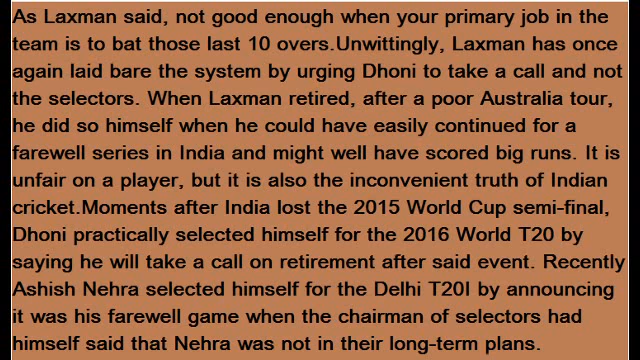 As Laxman said, not good enough when your primary job in the
team is to bat those last 10 overs.Unwittingly, Laxman has once
again laid bare the system by urging Dhoni to take a call and not
the selectors. When Laxman retired, after a poor Australia tour,
he did so himself when he could have easily continued for a
farewell series in India and might well have scored big runs. It is
unfair on a player, but it is also the inconvenient truth of Indian
cricket.Moments after India lost the 2015 World Cup semi-final,
Dhoni practically selected himself for the 2016 World T20 by
saying he will take a call on retirement after said event. Recently
Ashish Nehra selected himself for the Delhi T20I by announcing
it was his farewell game when the chairman of selectors had
himself said that Nehra was not in their long-term plans.